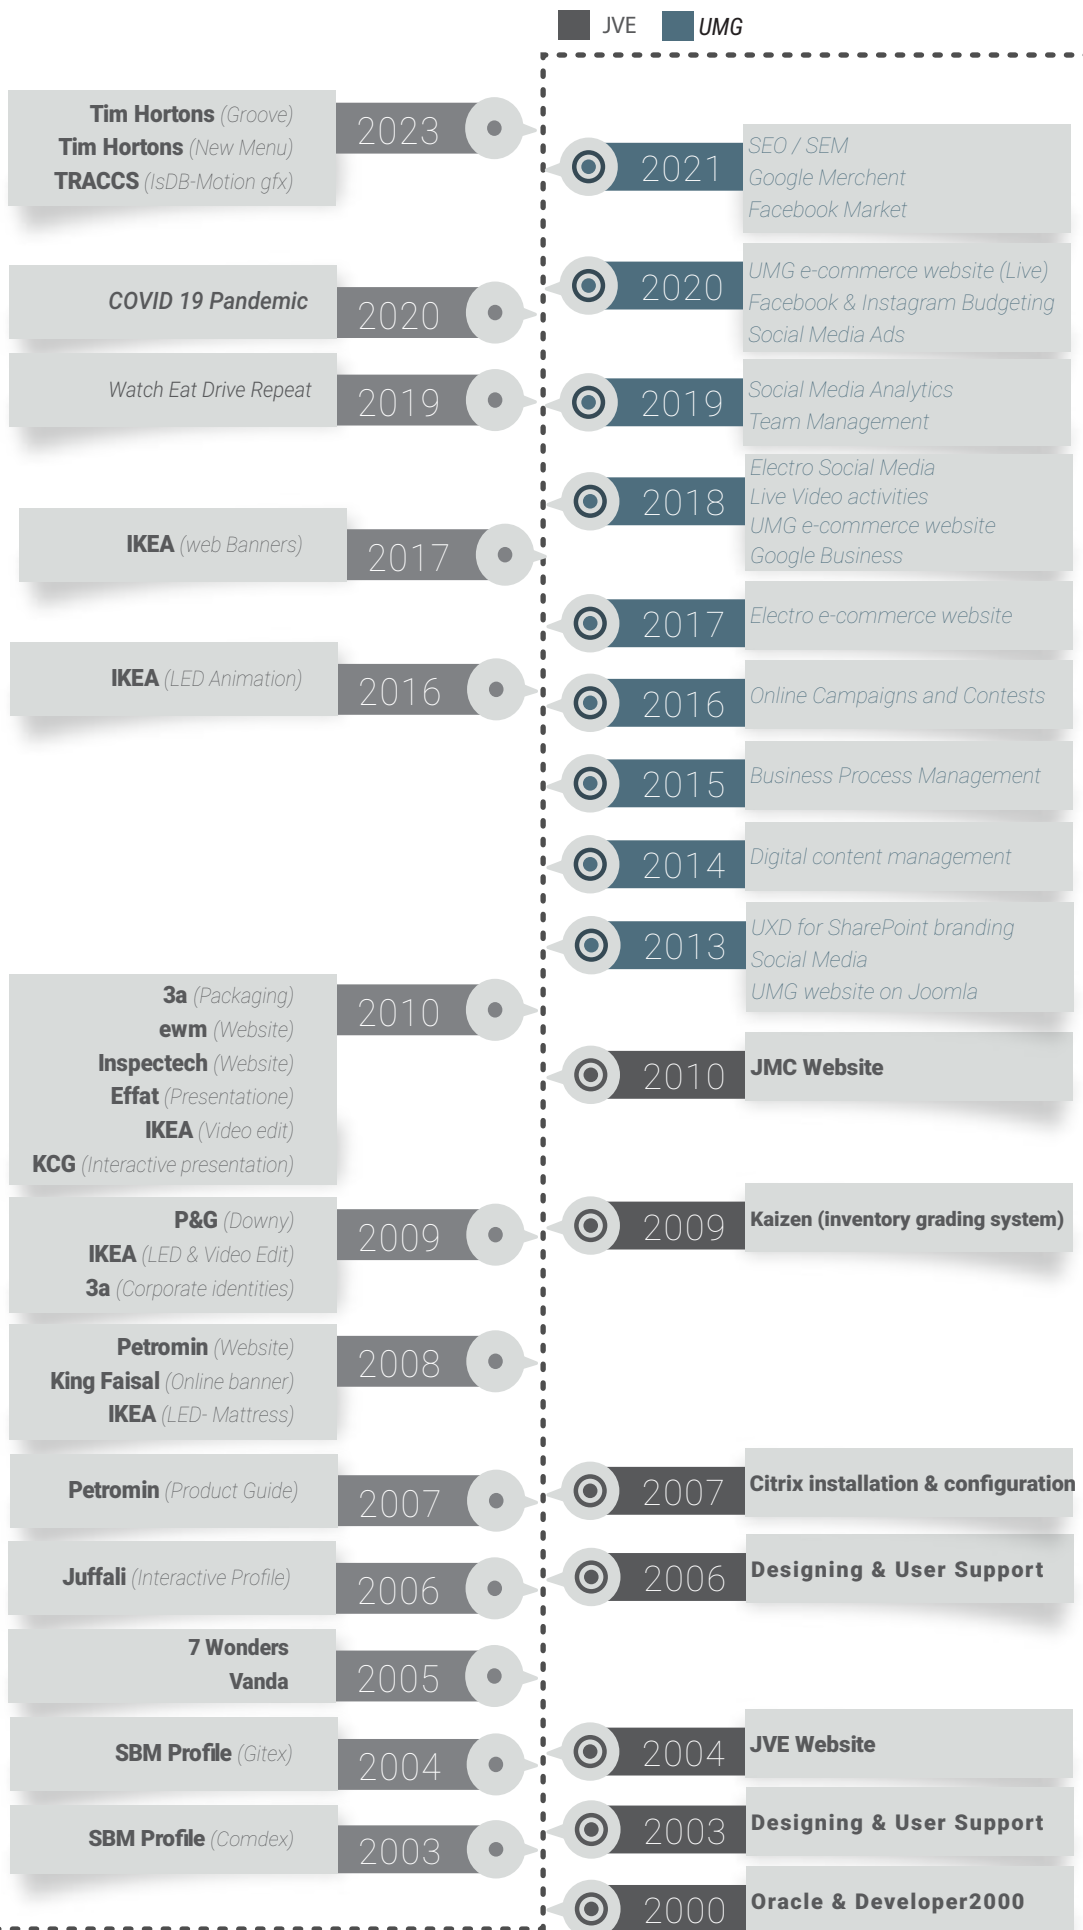 JVE
UMG
Tim Hortons (Groove)
Tim Hortons (New Menu)
TRACCS (IsDB-Motion gfx)
2023
COVID 19 Pandemic
2020
Watch Eat Drive Repeat
2019
IKEA (web Banners)
2017
IKEA (LED Animation)
2016
3a (Packaging)
ewm (Website)
Inspectech (Website)
Effat (Presentatione)
IKEA (Video edit)
KCG (Interactive presentation)
2010
P&G (Downy)
IKEA (LED & Video Edit)
3a (Corporate identities)
2009
Petromin (Website)
King Faisal (Online banner)
IKEA (LED- Mattress)
2008
Petromin (Product Guide)
2007
Juffali (Interactive Profile)
2006
7 Wonders
Vanda
2005
SBM Profile (Gitex)
2004
SBM Profile (Comdex)
2003
2021
SEO / SEM
Google Merchent
Facebook Market
2020
UMG e-commerce website (Live)
Facebook & Instagram Budgeting
Social Media Ads
2019
Social Media Analytics
Team Management
2018
Electro Social Media
Live Video activities
UMG e-commerce website
Google Business
2017
Electro e-commerce website
2016
Online Campaigns and Contests
2015
Business Process Management
2014
Digital content management
2013
UXD for SharePoint branding
Social Media
UMG website on Joomla
2010
JMC Website
2009
Kaizen (inventory grading system)
2007
Citrix installation & configuration
2006
Designing & User Support
2004
JVE Website
2003
Designing & User Support
2000
Oracle & Developer2000